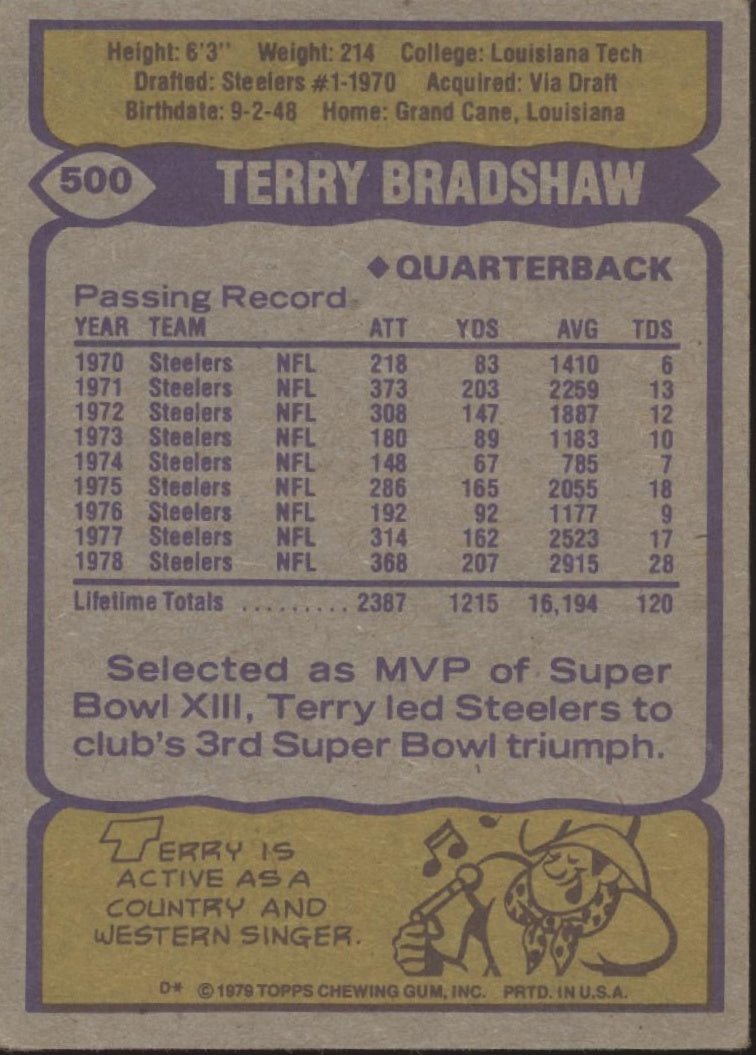 Height: 6'3" Weight: 214 College: Louisiana Tech
Drafted: Steelers #1-1970 Acquired: Via Draft
Birthdate: 9-2-48 Home: Grand Cane, Louisiana
500 TERRY BRADSHAW
◆ QUARTERBACK
Passing Record
YEAR TEAM ATT YDS AVG TDS
1970 Steelers NFL 218 83 1410 6
1971 Steelers NFL 373 203 2259 13
1972 Steelers NFL 308 147 1887 12
1973 Steelers NFL 180 89 1183 10
1974 Steelers NFL 148 67 785 7
1975 Steelers NFL 286 165 2055 18
1976 Steelers NFL 192 92 1177 9
1977 Steelers NFL 314 162 2523 17
1978 Steelers NFL 368 207 2915 28
Lifetime Totals ......... 2387 1215 16,194 120
Selected as MVP of Super
Bowl XIII, Terry led Steelers to
club's 3rd Super Bowl triumph.
TERRY IS
ACTIVE AS A
COUNTRY AND
WESTERN SINGER.
D* © 1979 TOPPS CHEWING GUM, INC. PRTD. IN U.S.A.